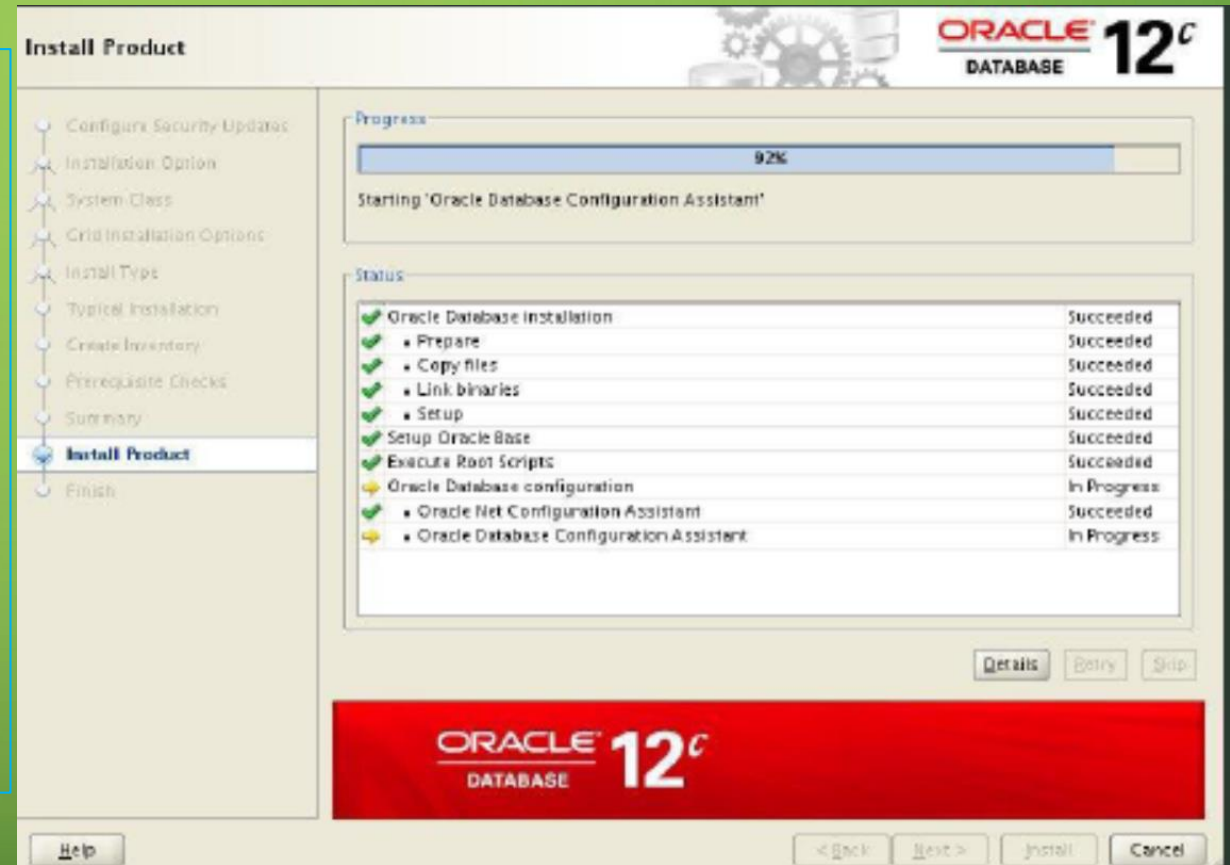 Install Product
ORACLE
DATABASE
12c
Configure Security Updates
Installation Option
System Class
Grid Installation Options
Install Type
Typical Installation
Create Inventory
Prerequisite Checks
Summary
Install Product
Finish
Progress
92%
Starting 'Oracle Database Configuration Assistant'
Status
Oracle Database installation Succeeded
• Prepare Succeeded
• Copy files Succeeded
• Link binaries Succeeded
• Setup Succeeded
Setup Oracle Base Succeeded
Execute Root Scripts Succeeded
Oracle Database configuration In Progress
• Oracle Net Configuration Assistant Succeeded
• Oracle Database Configuration Assistant In Progress
Details Retry Skip
ORACLE
DATABASE
12c
Help < Back Next > Install Cancel